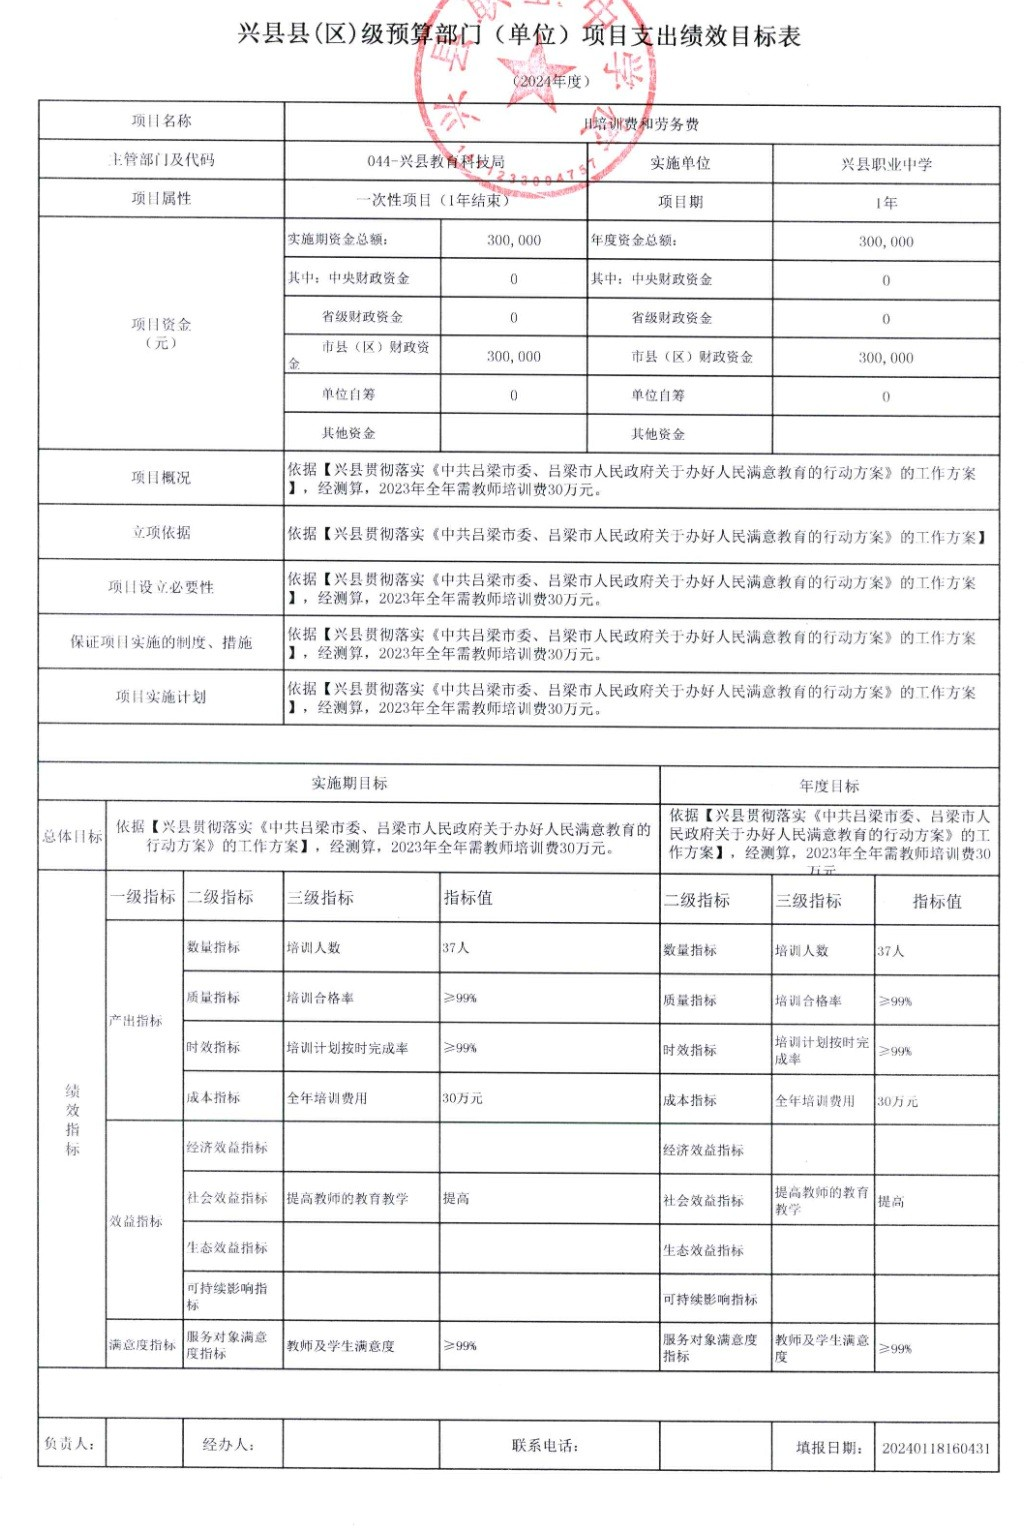 兴县县(区)级预算部门（单位）项目支出绩效目标表
（2024年度）
项目名称 培训费和劳务费
主管部门及代码 044-兴县教育科技局 实施单位 兴县职业中学
项目属性 一次性项目（1年结束） 项目期 1年
项目资金
（元）
实施期资金总额： 300,000 年度资金总额： 300,000
其中：中央财政资金 0 其中：中央财政资金 0
省级财政资金 0 省级财政资金 0
市县（区）财政资
金 300,000 市县（区）财政资金 300,000
单位自筹 0 单位自筹 0
其他资金 其他资金
项目概况 依据【兴县贯彻落实《中共吕梁市委、吕梁市人民政府关于办好人民满意教育的行动方案》的工作方案
】，经测算，2023年全年需教师培训费30万元。
立项依据 依据【兴县贯彻落实《中共吕梁市委、吕梁市人民政府关于办好人民满意教育的行动方案》的工作方案】
项目设立必要性 依据【兴县贯彻落实《中共吕梁市委、吕梁市人民政府关于办好人民满意教育的行动方案》的工作方案
】，经测算，2023年全年需教师培训费30万元。
保证项目实施的制度、措施 依据【兴县贯彻落实《中共吕梁市委、吕梁市人民政府关于办好人民满意教育的行动方案》的工作方案
】，经测算，2023年全年需教师培训费30万元。
项目实施计划 依据【兴县贯彻落实《中共吕梁市委、吕梁市人民政府关于办好人民满意教育的行动方案》的工作方案
】，经测算，2023年全年需教师培训费30万元。
实施期目标 年度目标
总体目标
依据【兴县贯彻落实《中共吕梁市委、吕梁市人民政府关于办好人民满意教育的
行动方案》的工作方案】，经测算，2023年全年需教师培训费30万元。
依据【兴县贯彻落实《中共吕梁市委、吕梁市人
民政府关于办好人民满意教育的行动方案》的工
作方案】，经测算，2023年全年需教师培训费30
万元
绩效指标
一级指标 二级指标 三级指标 指标值 二级指标 三级指标 指标值
产出指标
数量指标 培训人数 37人 数量指标 培训人数 37人
质量指标 培训合格率 ≥99% 质量指标 培训合格率 ≥99%
时效指标 培训计划按时完成率 ≥99% 时效指标 培训计划按时完
成率 ≥99%
成本指标 全年培训费用 30万元 成本指标 全年培训费用 30万元
效益指标
经济效益指标 经济效益指标
社会效益指标 提高教师的教育教学 提高 社会效益指标 提高教师的教育
教学 提高
生态效益指标 生态效益指标
可持续影响指
标 可持续影响指标
满意度指标 服务对象满意
度指标 教师及学生满意度 ≥99% 服务对象满意度
指标 教师及学生满意
度 ≥99%
负责人： 经办人： 联系电话： 填报日期： 20240118160431